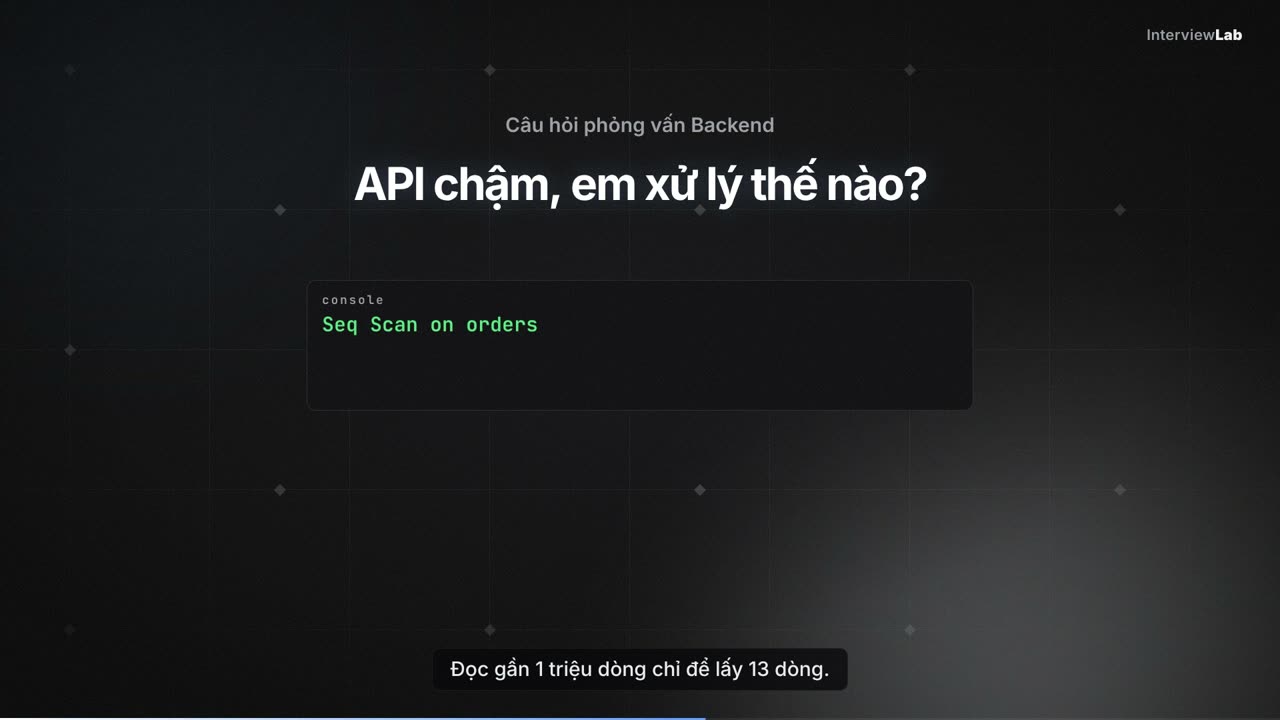 InterviewLab
Câu hỏi phỏng vấn Backend
API chậm, em xử lý thế nào?
console
Seq Scan on orders
Đọc gần 1 triệu dòng chỉ để lấy 13 dòng.